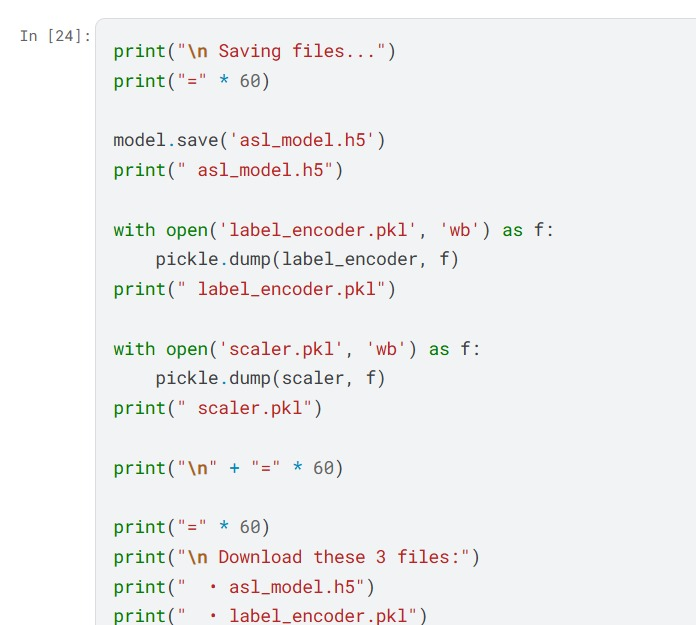 In [24]:
print("\n Saving files...")
print("=" * 60)
model.save('asl_model.h5')
print(" asl_model.h5")
with open('label_encoder.pkl', 'wb') as f:
    pickle.dump(label_encoder, f)
print(" label_encoder.pkl")
with open('scaler.pkl', 'wb') as f:
    pickle.dump(scaler, f)
print(" scaler.pkl")
print("\n" + "=" * 60)
print("=" * 60)
print("\n Download these 3 files:")
print("  • asl_model.h5")
print("  • label_encoder.pkl")